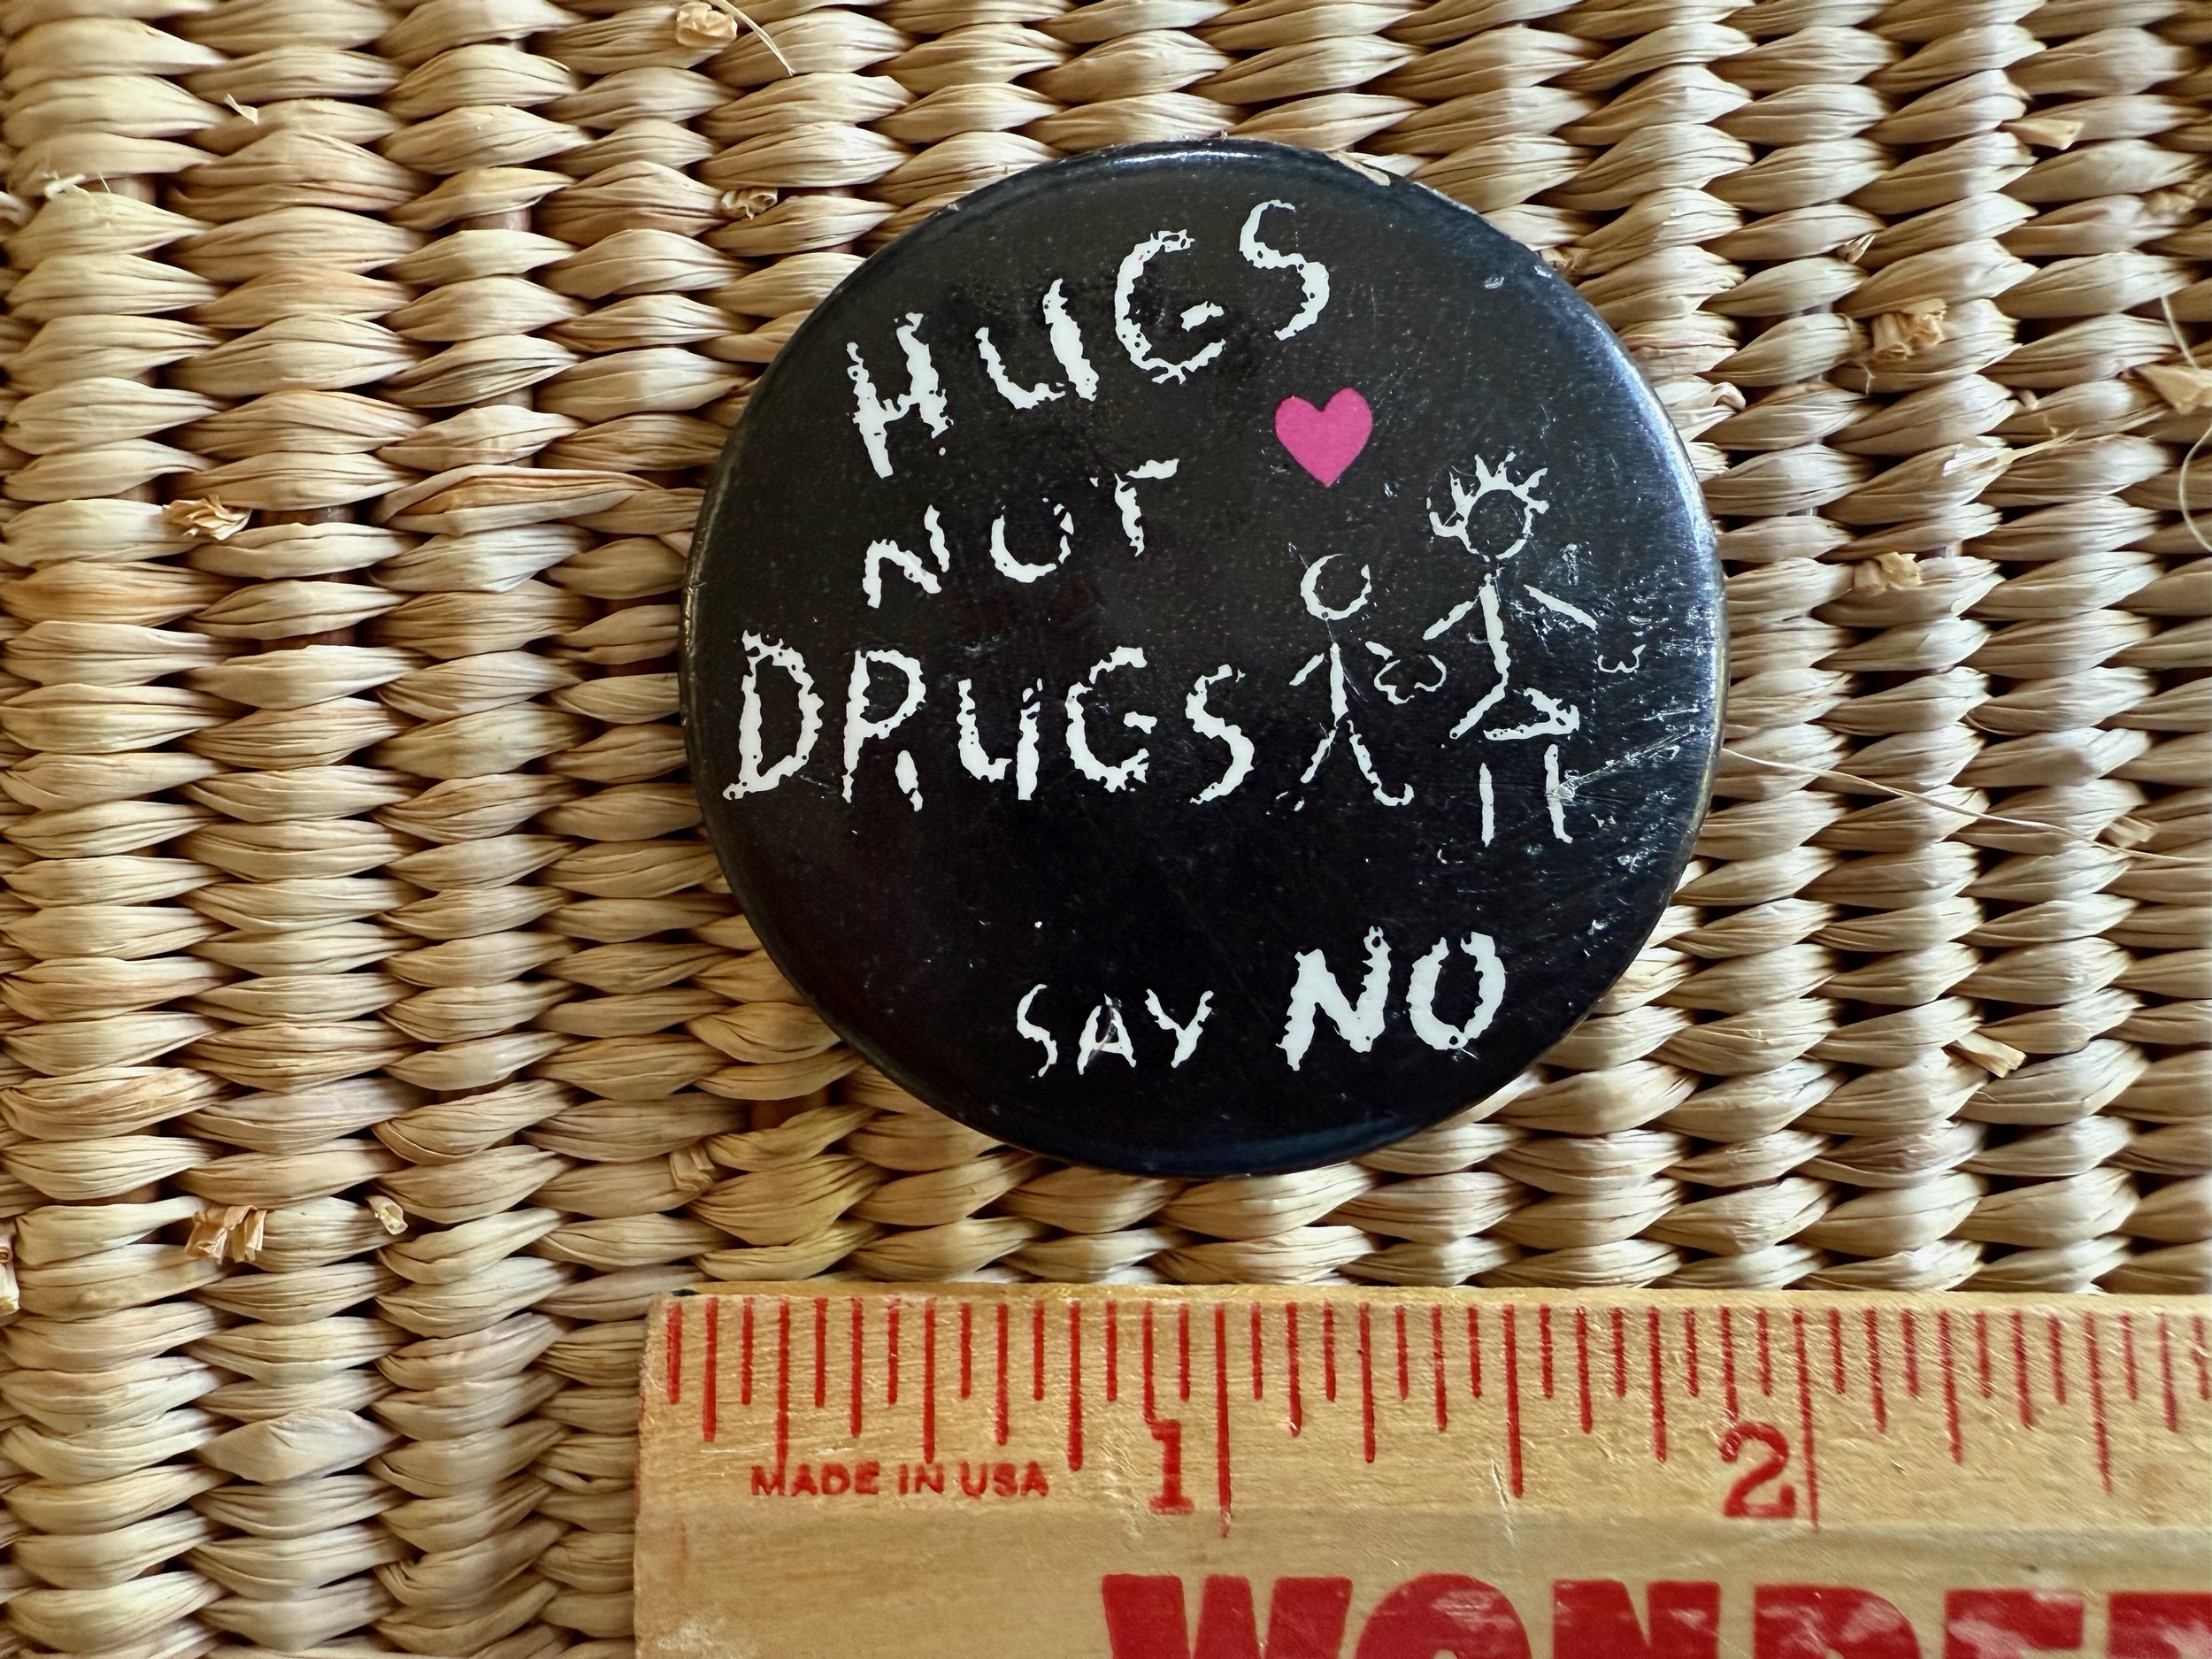 HUGS
NOT
DRUGS
SAY NO
1 2
MADE IN USA